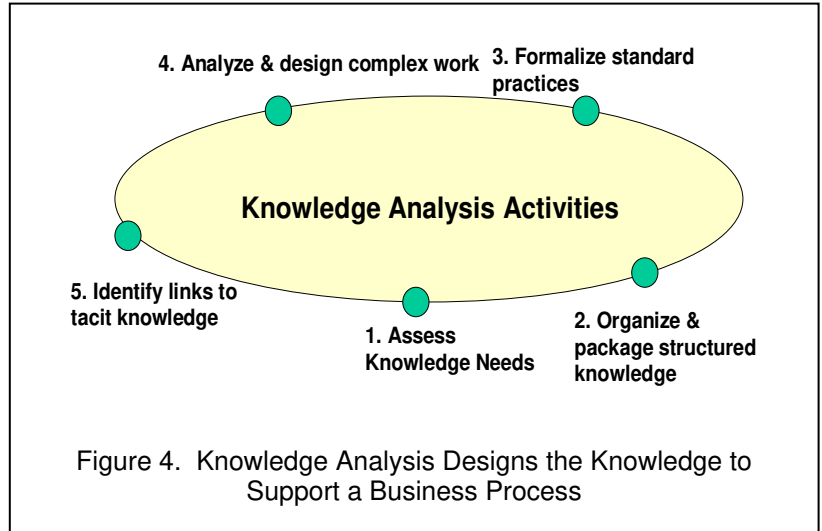 4. Analyze & design complex work
3. Formalize standard
practices
Knowledge Analysis Activities
5. Identify links to
tacit knowledge
1. Assess
Knowledge Needs
2. Organize &
package structured
knowledge
Figure 4. Knowledge Analysis Designs the Knowledge to
Support a Business Process